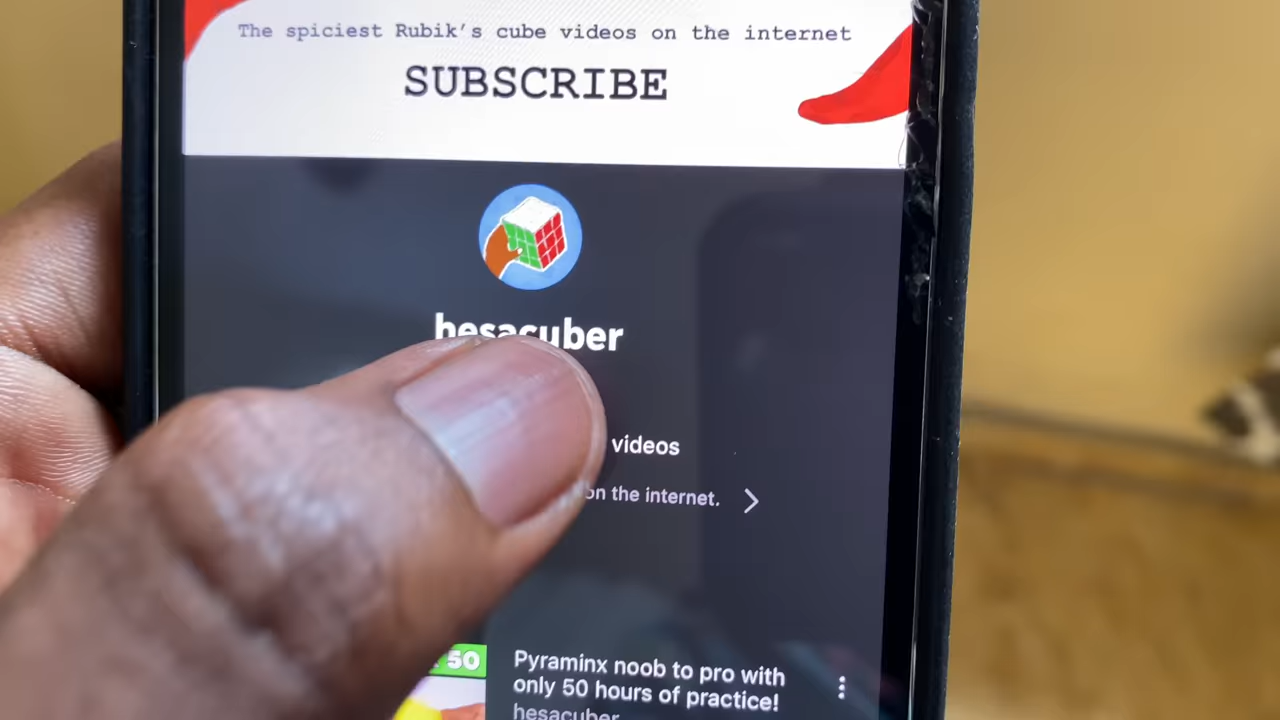 The spiciest Rubik's cube videos on the internet
SUBSCRIBE
hesacuber
videos
on the internet.
50
Pyraminx noob to pro with
only 50 hours of practice!
hesacuber